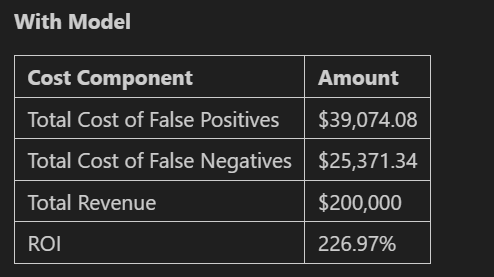 With Model
Cost Component Amount
Total Cost of False Positives $39,074.08
Total Cost of False Negatives $25,371.34
Total Revenue $200,000
ROI 226.97%